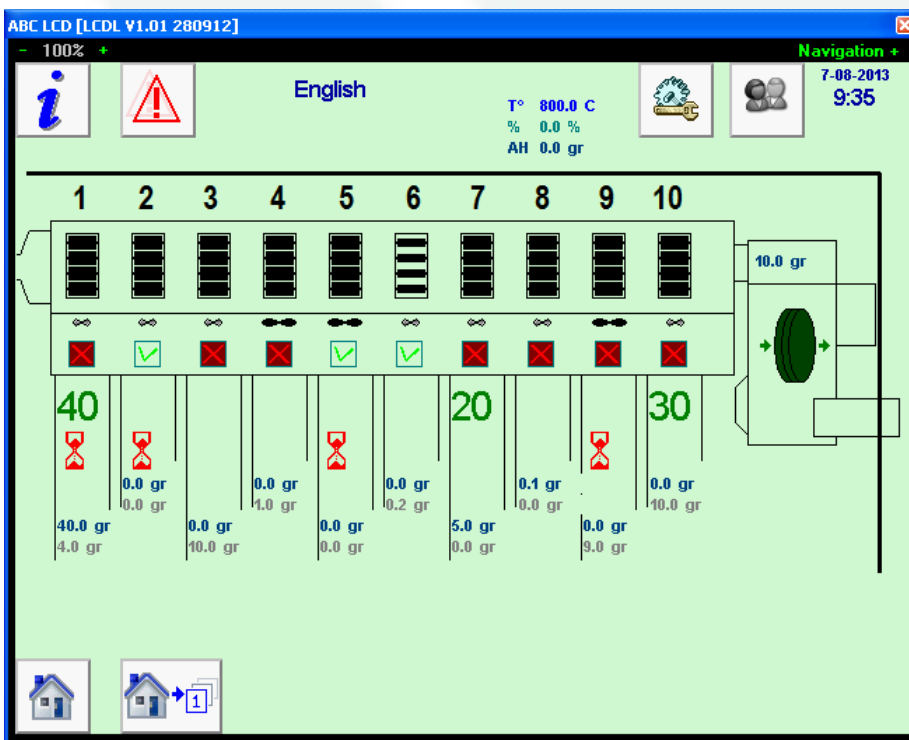 ABC LCD [LCDL V1.01 280912]
- 100% + Navigation +
English
7-08-2013
9:35
T° 800.0 C
% 0.0 %
AH 0.0 gr
1 2 3 4 5 6 7 8 9 10
10.0 gr
40 20 30
0.0 gr 0.0 gr 0.0 gr 0.1 gr 0.0 gr
0.0 gr 1.0 gr 0.2 gr 0.0 gr 10.0 gr
40.0 gr 0.0 gr 0.0 gr 5.0 gr 0.0 gr
4.0 gr 10.0 gr 0.0 gr 0.0 gr 9.0 gr
1